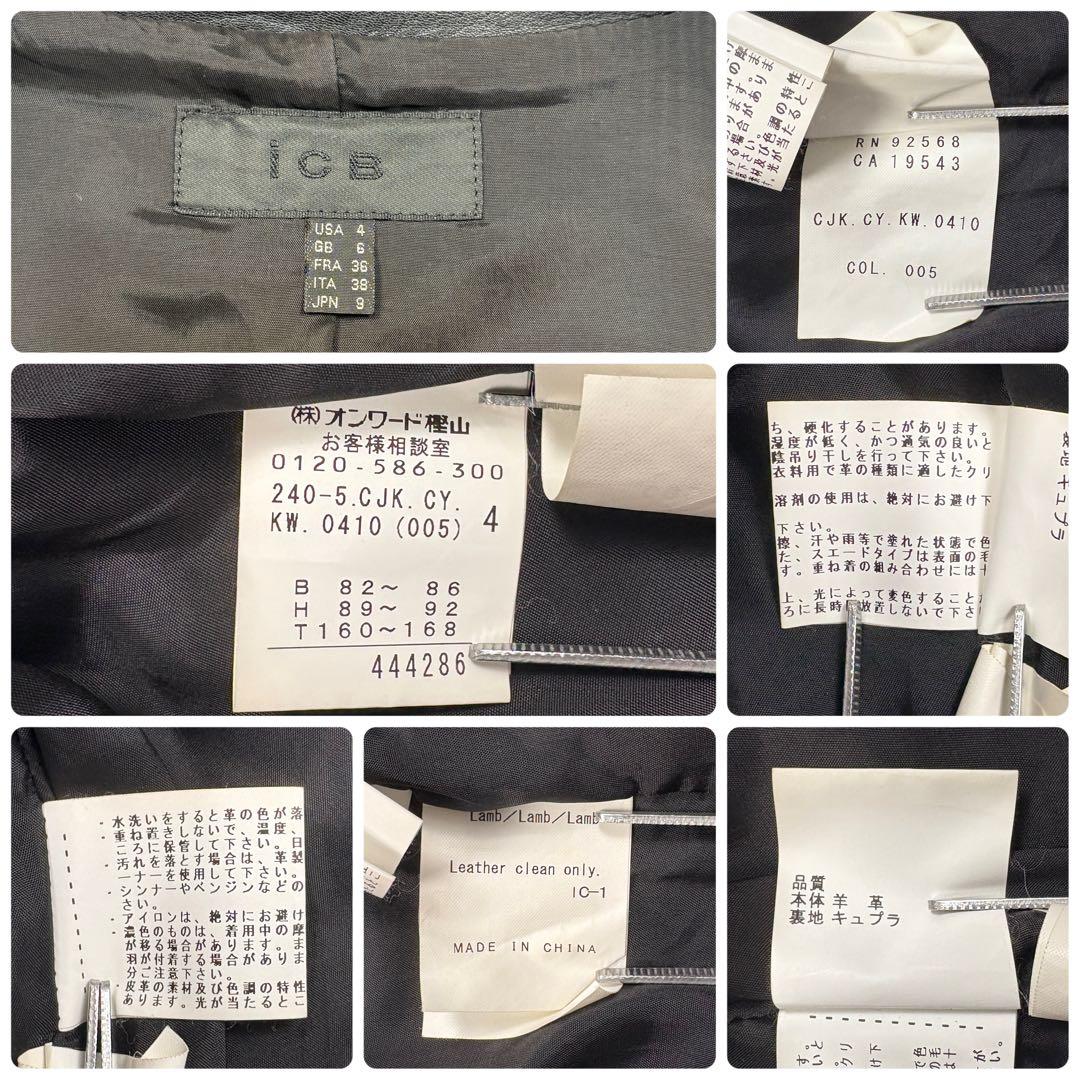 iCB
USA 4
GB 6
FRA 36
ITA 38
JPN 9
RN 92568
CA 19543
CJK. CY. KW. 0410
COL. 005
(株)オンワード樫山
お客様相談室
0120-586-300
240-5. CJK. CY.
KW. 0410 (005) 4
B 82〜 86
H 89〜 92
T160〜168
444286
ち、硬化することがあります。
湿度が低く、かつ通気の良いと
陰吊り干しを行って下さい。
衣料用で革の種類に適したクリ
溶剤の使用は、絶対にお避け下
下さい。
擦、汗や雨等で塗れた状態で色
た、スエードタイプは表面の毛
す。重ね着の組み合わせには十
上、光によって変色することた
ろに長時間放置しないで下さい
裏地 キュプラ
・水洗いをすると革の色が落
・重ね置きしないで、温度、
ころに保管して下さい。日
・汚れを落とす場合は、革製
ーナーを使用して下さい。
・シンナーやベンジンなどの
さい。
・アイロンは、絶対にお避け
・濃色のものは、着用中の摩
が移る場合があります。ま
羽が付着する場合がありま
分ご注意下さい。
・皮革の素材及び色調の特性
あります。光が当たるとこ
Lamb/Lamb/Lamb
Leather clean only.
IC-1
MADE IN CHINA
品質
本体 羊 革
裏地 キュプラ